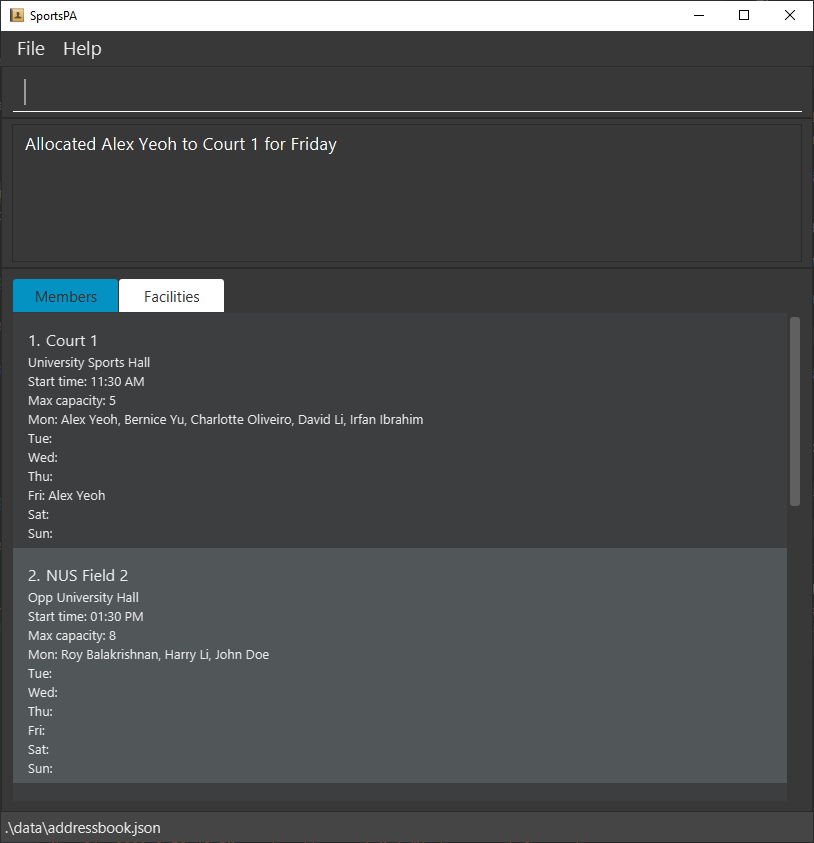 SportsPA
File Help
Allocated Alex Yeoh to Court 1 for Friday
Members Facilities
1. Court 1
University Sports Hall
Start time: 11:30 AM
Max capacity: 5
Mon: Alex Yeoh, Bernice Yu, Charlotte Oliveiro, David Li, Irfan Ibrahim
Tue:
Wed:
Thu:
Fri: Alex Yeoh
Sat:
Sun:
2. NUS Field 2
Opp University Hall
Start time: 01:30 PM
Max capacity: 8
Mon: Roy Balakrishnan, Harry Li, John Doe
Tue:
Wed:
Thu:
Fri:
Sat:
Sun:
.\data\addressbook.json